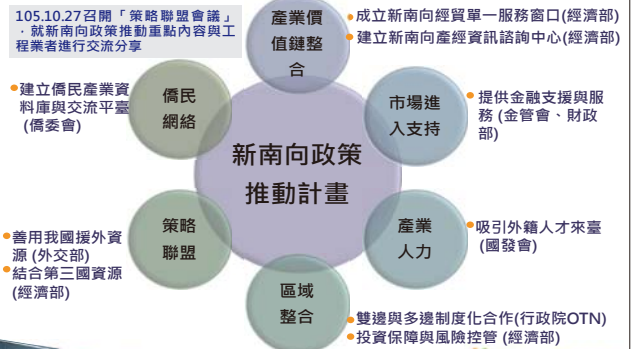 105.10.27召開「策略聯盟會議」
，就新南向政策推動重點內容與工
程業者進行交流分享
產業價
值鏈整
合
•成立新南向經貿單一服務窗口(經濟部)
•建立新南向產經資訊諮詢中心(經濟部)
•建立僑民產業資
料庫與交流平臺
(僑委會)
僑民
網絡
市場進
入支持
•提供金融支援與服
務 (金管會、財政
部)
新南向政策
推動計畫
•善用我國援外資
源 (外交部)
•結合第三國資源
(經濟部)
策略
聯盟
產業
人力
•吸引外籍人才來臺
(國發會)
區域
整合
•雙邊與多邊制度化合作(行政院OTN)
•投資保障與風險控管 (經濟部)